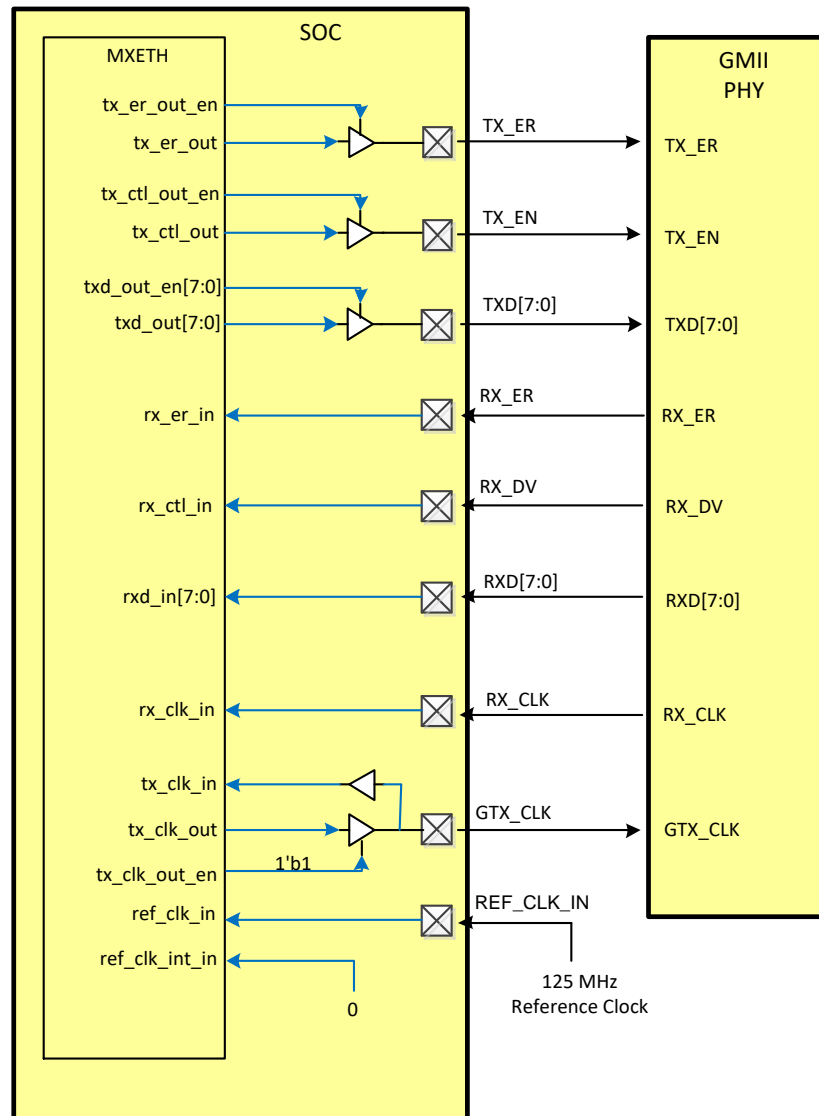 SOC
MXETH
GMII
PHY
tx_er_out_en
tx_er_out
TX_ER
TX_ER
tx_ctl_out_en
tx_ctl_out
TX_EN
TX_EN
txd_out_en[7:0]
txd_out[7:0]
TXD[7:0]
TXD[7:0]
rx_er_in
RX_ER
RX_ER
rx_ctl_in
RX_DV
RX_DV
rxd_in[7:0]
RXD[7:0]
RXD[7:0]
rx_clk_in
RX_CLK
RX_CLK
tx_clk_in
tx_clk_out
GTX_CLK
GTX_CLK
tx_clk_out_en
1'b1
ref_clk_in
REF_CLK_IN
ref_clk_int_in
0
125 MHz
Reference Clock